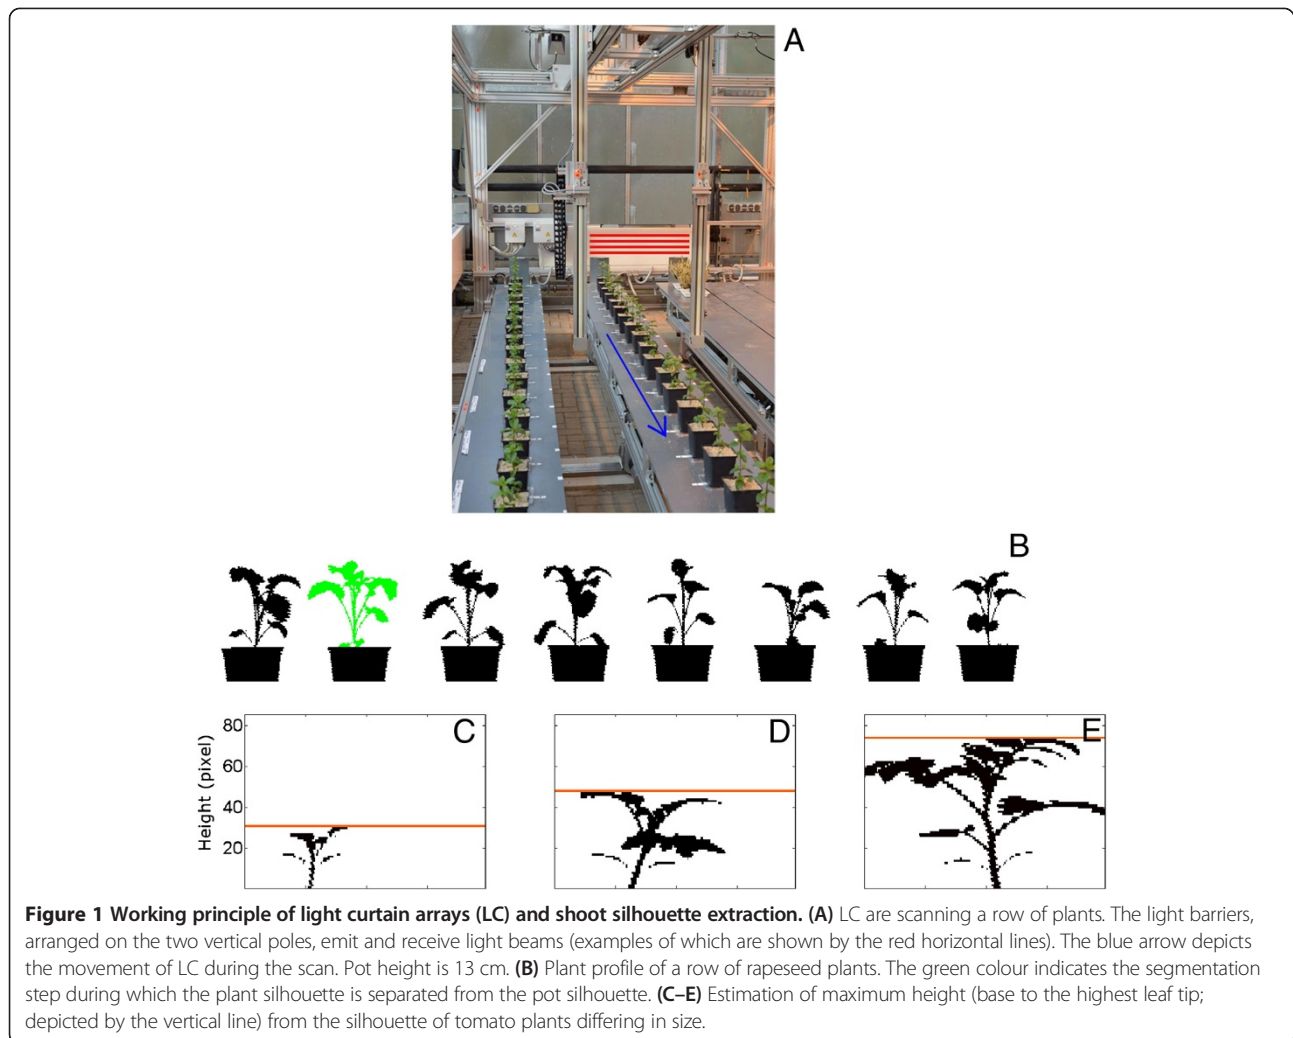 A
B
C
D
E
80
60
40
20
Height (pixel)
Figure 1 Working principle of light curtain arrays (LC) and shoot silhouette extraction. (A) LC are scanning a row of plants. The light barriers,
arranged on the two vertical poles, emit and receive light beams (examples of which are shown by the red horizontal lines). The blue arrow depicts
the movement of LC during the scan. Pot height is 13 cm. (B) Plant profile of a row of rapeseed plants. The green colour indicates the segmentation
step during which the plant silhouette is separated from the pot silhouette. (C–E) Estimation of maximum height (base to the highest leaf tip;
depicted by the vertical line) from the silhouette of tomato plants differing in size.